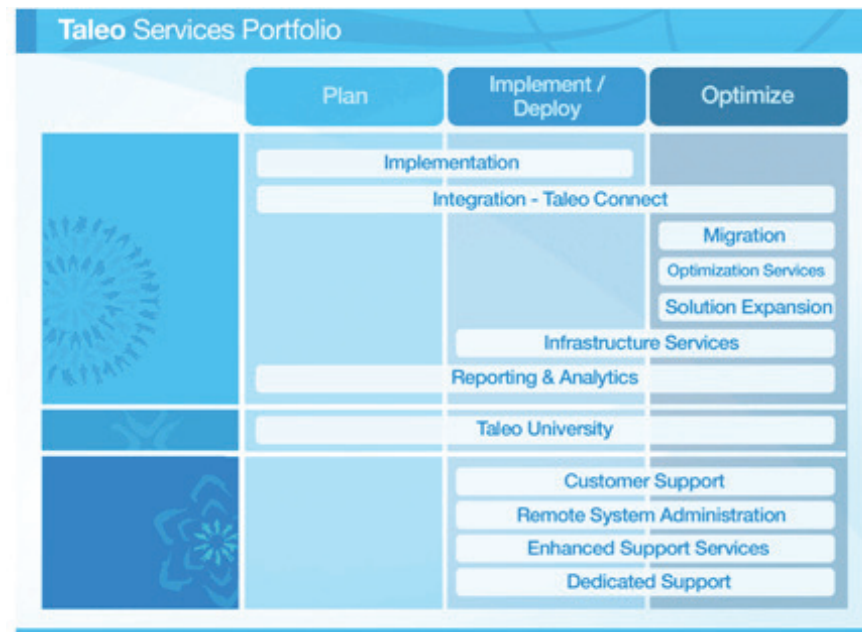 Taleo Services Portfolio
Plan
Implement /
Deploy
Optimize
Implementation
Integration - Taleo Connect
Migration
Optimization Services
Solution Expansion
Infrastructure Services
Reporting & Analytics
Taleo University
Customer Support
Remote System Administration
Enhanced Support Services
Dedicated Support